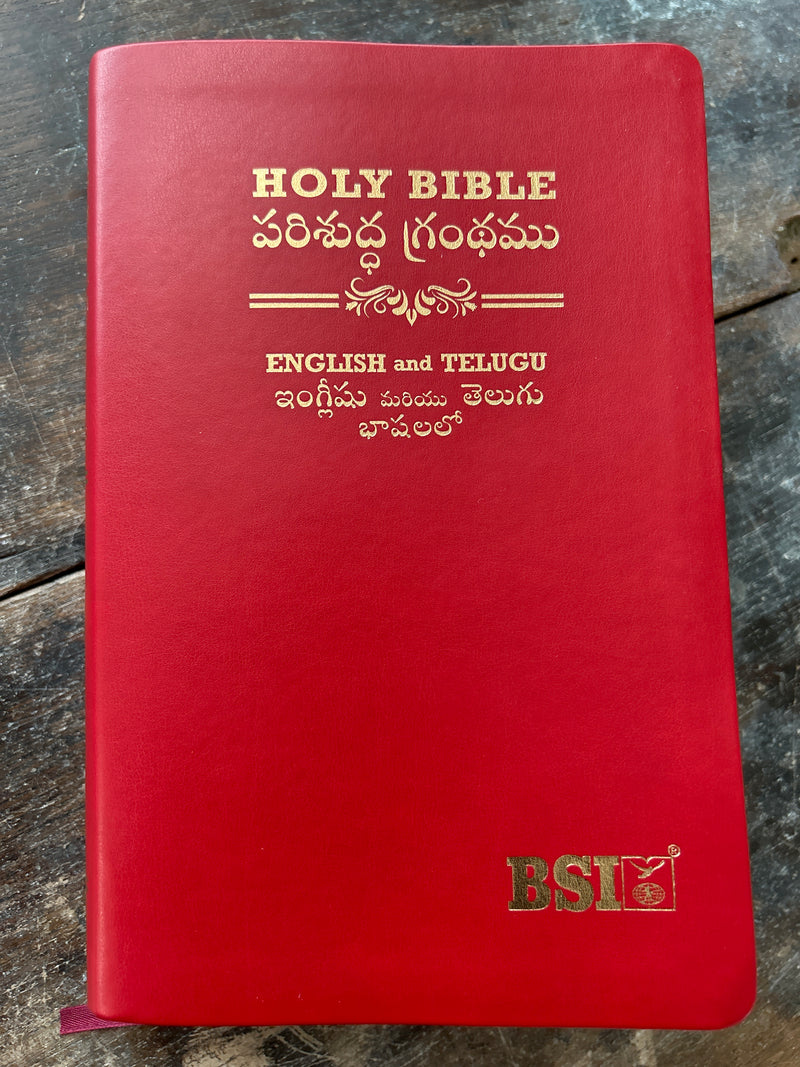 HOLY BIBLE
పరిశుద్ధ గ్రంథము
ENGLISH and TELUGU
ఇంగ్లీషు మరియు తెలుగు
భాషలలో
BSI®